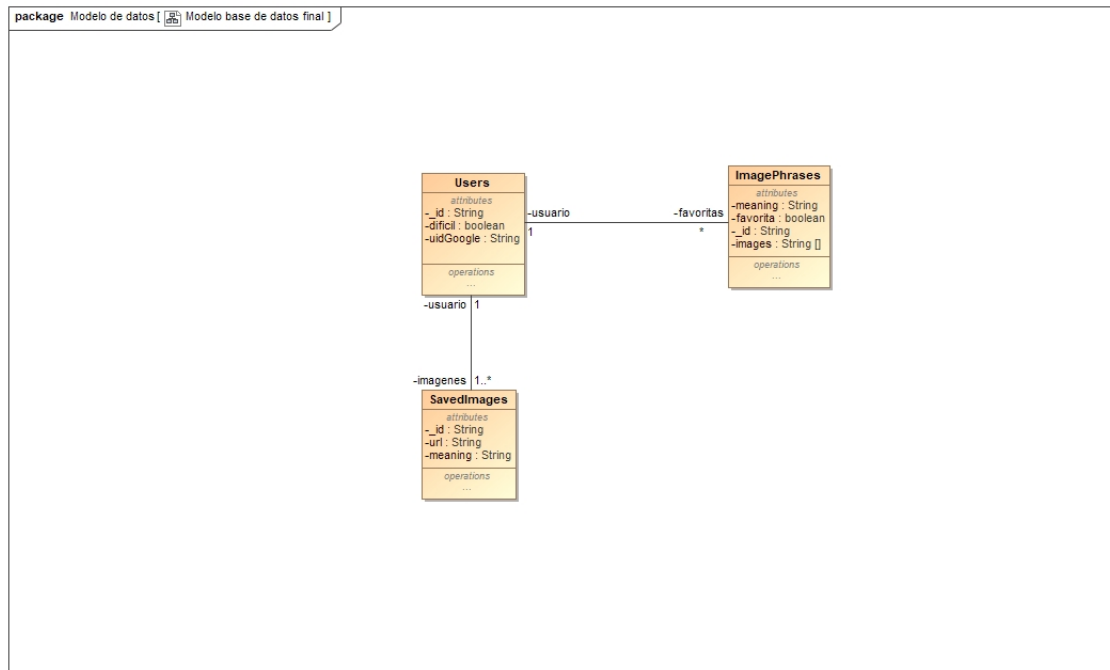 package Modelo de datos [ Modelo base de datos final ]
Users
attributes
-_id : String
-dificil : boolean
-uidGoogle : String
operations
...
-usuario
1
-favoritas
*
ImagePhrases
attributes
-meaning : String
-favorita : boolean
-_id : String
-images : String []
operations
...
-usuario 1
-imagenes 1..*
SavedImages
attributes
-_id : String
-url : String
-meaning : String
operations
...